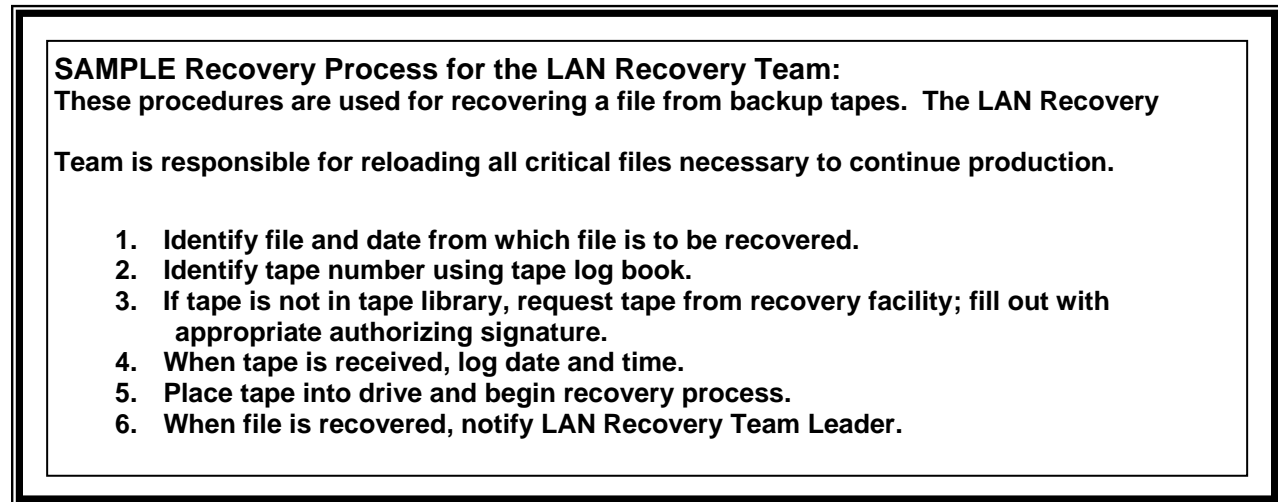 SAMPLE Recovery Process for the LAN Recovery Team:
These procedures are used for recovering a file from backup tapes. The LAN Recovery
Team is responsible for reloading all critical files necessary to continue production.
1. Identify file and date from which file is to be recovered.
2. Identify tape number using tape log book.
3. If tape is not in tape library, request tape from recovery facility; fill out with
appropriate authorizing signature.
4. When tape is received, log date and time.
5. Place tape into drive and begin recovery process.
6. When file is recovered, notify LAN Recovery Team Leader.